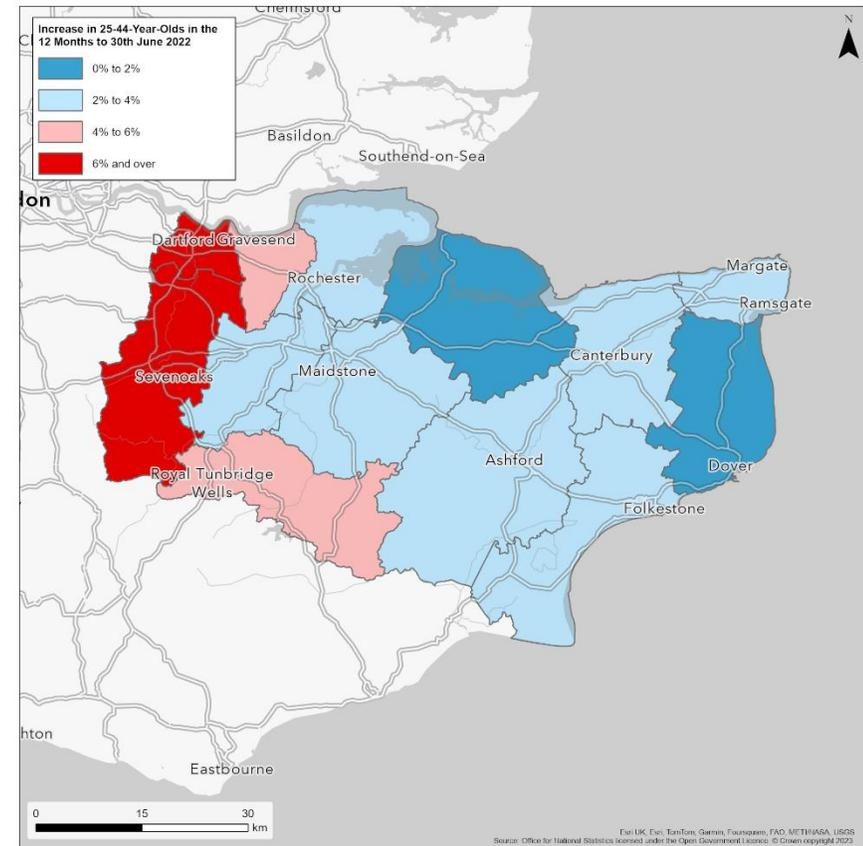 Chelmsford
Increase in 25-44-Year-Olds in the
12 Months to 30th June 2022
0% to 2%
2% to 4%
4% to 6%
6% and over
N
Basildon
Southend-on-Sea
don
Dartford
Gravesend
Rochester
Margate
Ramsgate
Sevenoaks
Maidstone
Canterbury
Royal Tunbridge
Wells
Ashford
Dover
Folkestone
hton
Eastbourne
0 15 30
km
Esri UK, Esri, TomTom, Garmin, Foursquare, FAO, METI/NASA, USGS
Source: Office for National Statistics licensed under the Open Government Licence. © Crown copyright 2023.